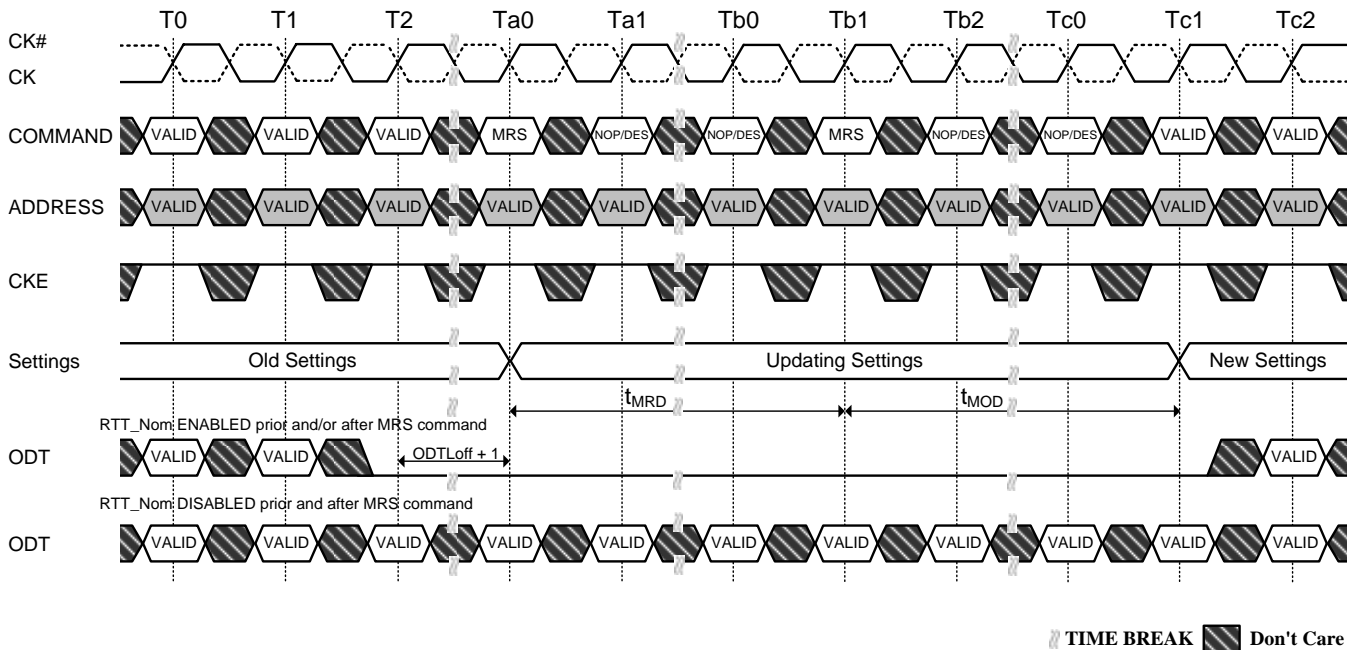 T0 T1 T2 Ta0 Ta1 Tb0 Tb1 Tb2 Tc0 Tc1 Tc2
CK#
CK
COMMAND VALID VALID VALID MRS NOP/DES NOP/DES MRS NOP/DES NOP/DES VALID VALID
ADDRESS VALID VALID VALID VALID VALID VALID VALID VALID VALID VALID VALID
CKE
Settings Old Settings Updating Settings New Settings
tMRD tMOD
RTT_Nom ENABLED prior and/or after MRS command
ODT VALID VALID ODTLoff + 1 VALID
RTT_Nom DISABLED prior and after MRS command
ODT VALID VALID VALID VALID VALID VALID VALID VALID VALID VALID VALID
TIME BREAK Don't Care